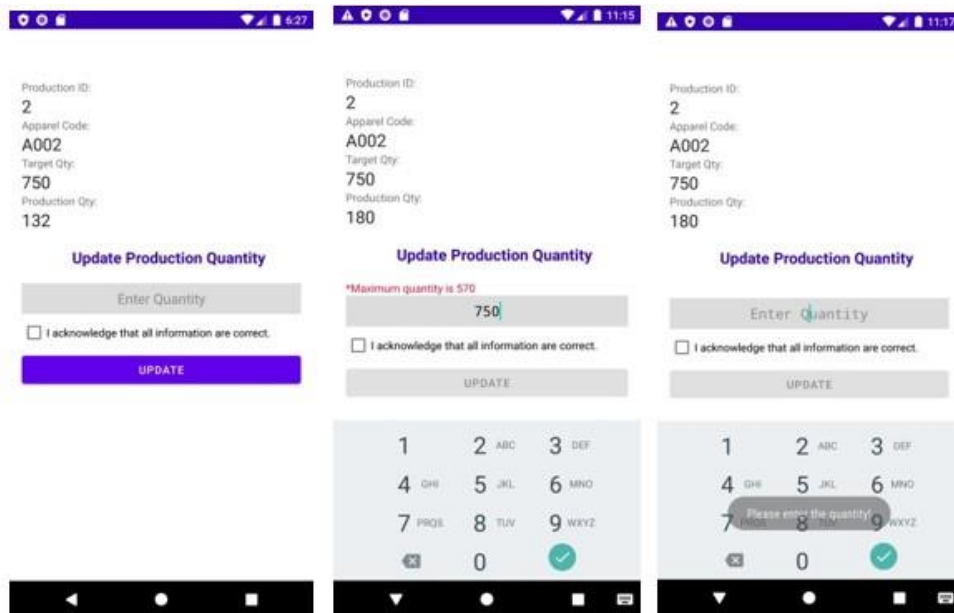 6:27
Production ID:
2
Apparel Code:
A002
Target Qty:
750
Production Qty:
132
Update Production Quantity
Enter Quantity
I acknowledge that all information are correct.
UPDATE
11:15
Production ID:
2
Apparel Code:
A002
Target Qty:
750
Production Qty:
180
Update Production Quantity
*Maximum quantity is 570
750
I acknowledge that all information are correct.
UPDATE
1 2 ABC 3 DEF
4 GHI 5 JKL 6 MNO
7 PRQS 8 TUV 9 WXYZ
0
11:17
Production ID:
2
Apparel Code:
A002
Target Qty:
750
Production Qty:
180
Update Production Quantity
Enter Quantity
I acknowledge that all information are correct.
UPDATE
1 2 ABC 3 DEF
4 GHI 5 JKL 6 MNO
Please enter the quantity!
7 8 9 WXYZ
0